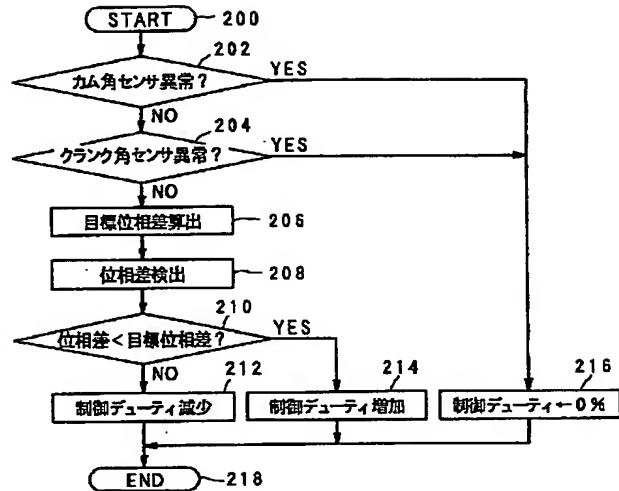 START 200
202
カム角センサ異常? YES
NO 204
クランク角センサ異常? YES
NO
目標位相差算出 206
位相差検出 208
210
位相差<目標位相差? YES
NO 212 214 216
制御デューティ減少 制御デューティ増加 制御デューティ←0%
END 218